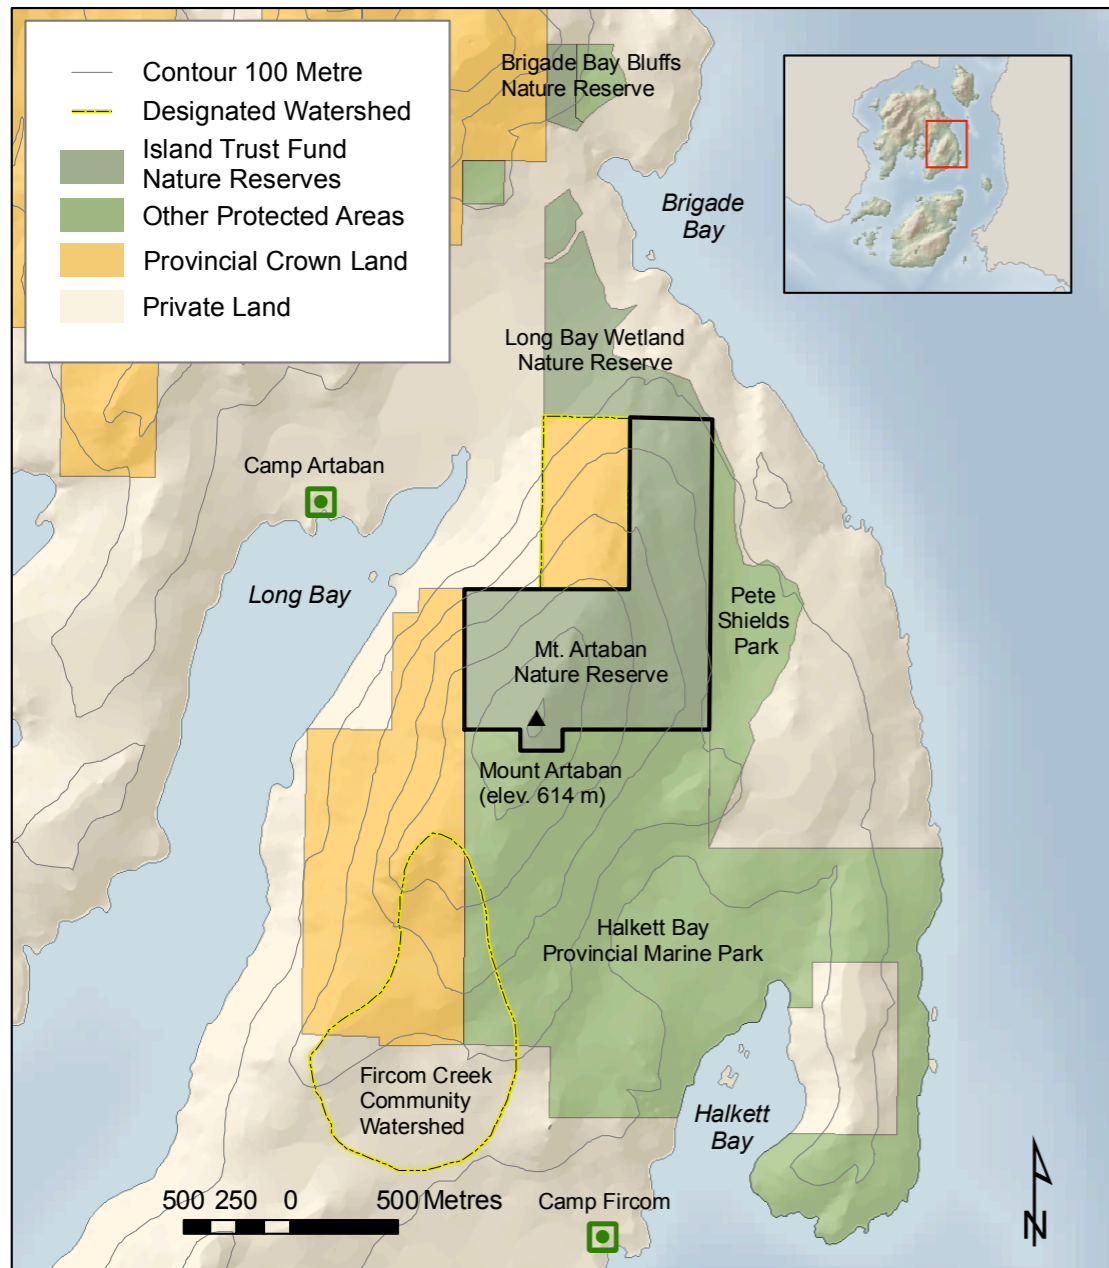 Contour 100 Metre
Designated Watershed
Island Trust Fund
Nature Reserves
Other Protected Areas
Provincial Crown Land
Private Land
Brigade Bay Bluffs
Nature Reserve
Brigade
Bay
Long Bay Wetland
Nature Reserve
Camp Artaban
Long Bay
Pete
Shields
Park
Mt. Artaban
Nature Reserve
Mount Artaban
(elev. 614 m)
Halkett Bay
Provincial Marine Park
Fircom Creek
Community
Watershed
Halkett
Bay
500 250 0 500 Metres
Camp Fircom
N